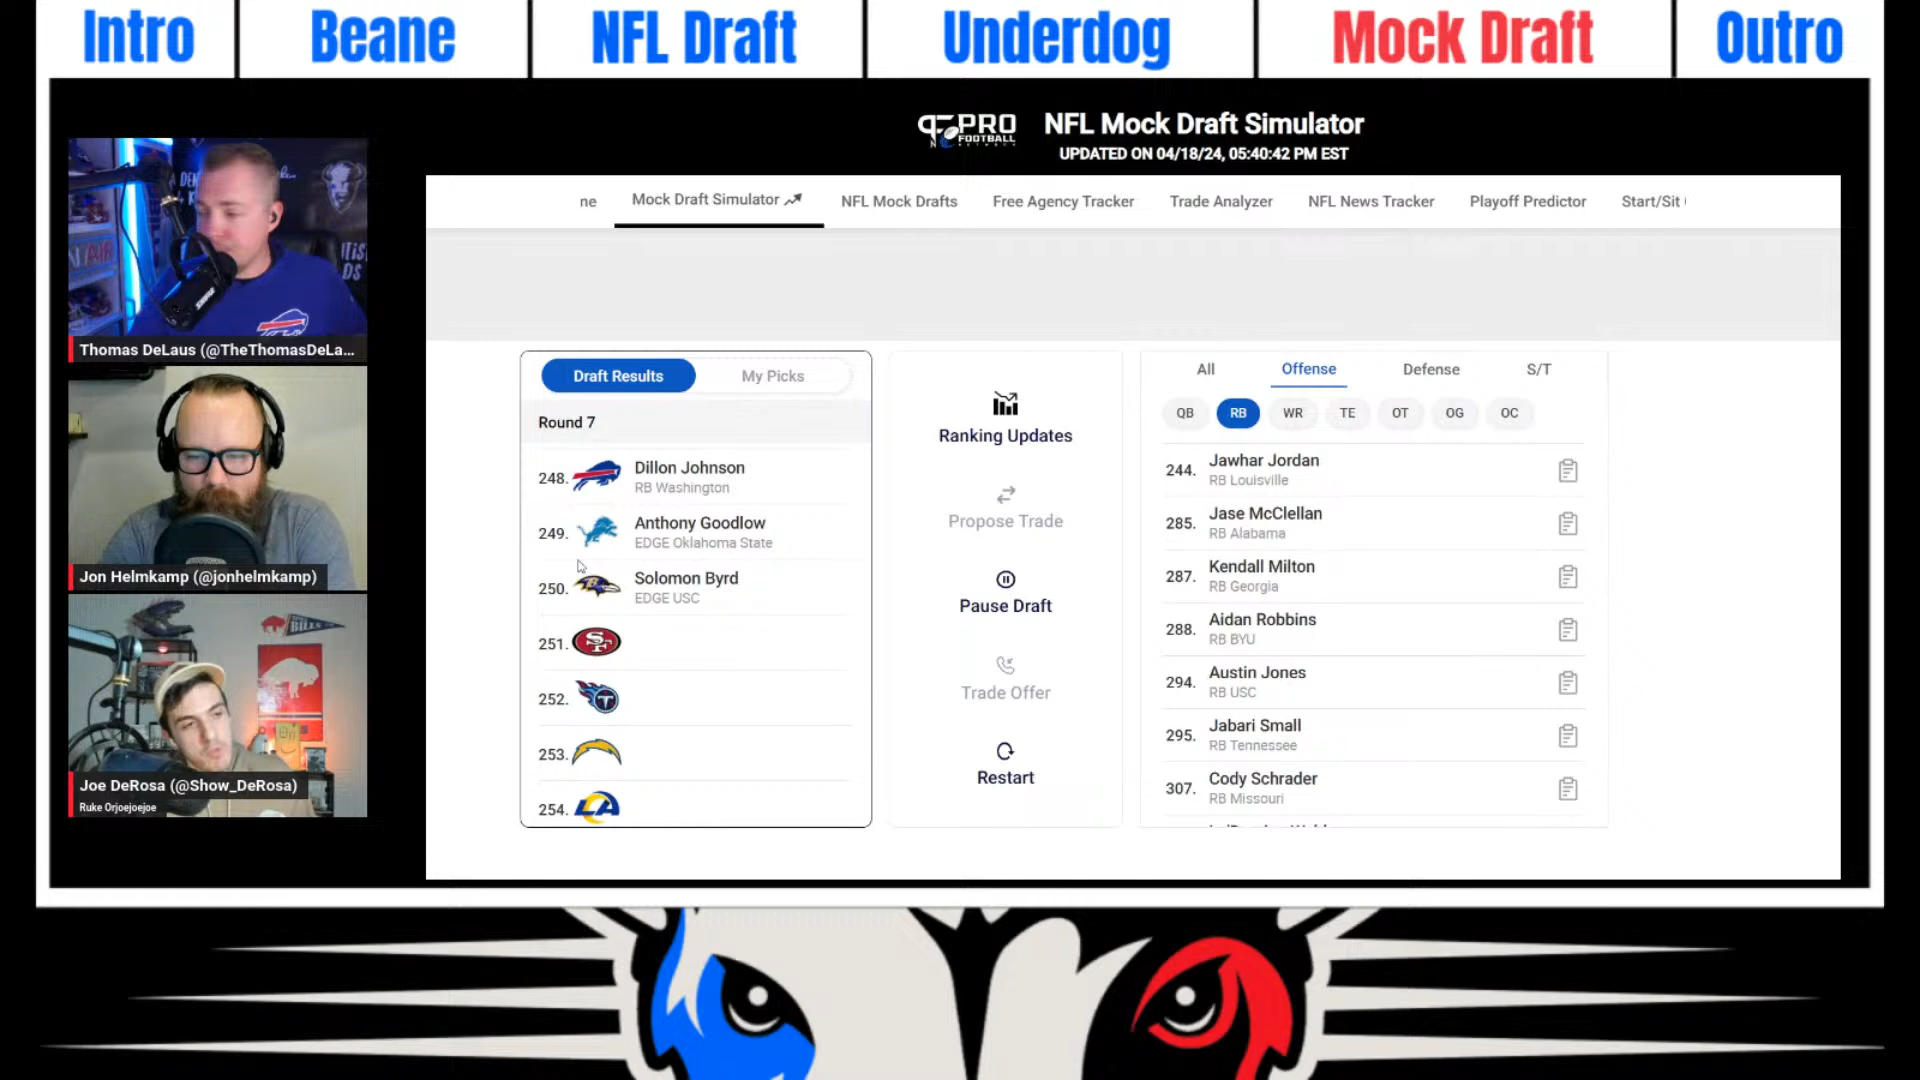 Intro
Beane
NFL Draft
Underdog
Mock Draft
Outro
PRO
FOOTBALL
NETWORK
NFL Mock Draft Simulator
UPDATED ON 04/18/24, 05:40:42 PM EST
ne
Mock Draft Simulator
NFL Mock Drafts
Free Agency Tracker
Trade Analyzer
NFL News Tracker
Playoff Predictor
Start/Sit
Thomas DeLaus (@TheThomasDeLa...
Jon Helmkamp (@jonhelmkamp)
BILLS
Joe DeRosa (@Show_DeRosa)
Ruke Orjoejoejoe
Draft Results
My Picks
Round 7
248.
Dillon Johnson
RB Washington
249.
Anthony Goodlow
EDGE Oklahoma State
250.
Solomon Byrd
EDGE USC
251.
252.
253.
254.
Ranking Updates
Propose Trade
Pause Draft
Trade Offer
Restart
All
Offense
Defense
S/T
QB
RB
WR
TE
OT
OG
OC
244.
Jawhar Jordan
RB Louisville
285.
Jase McClellan
RB Alabama
287.
Kendall Milton
RB Georgia
288.
Aidan Robbins
RB BYU
294.
Austin Jones
RB USC
295.
Jabari Small
RB Tennessee
307.
Cody Schrader
RB Missouri